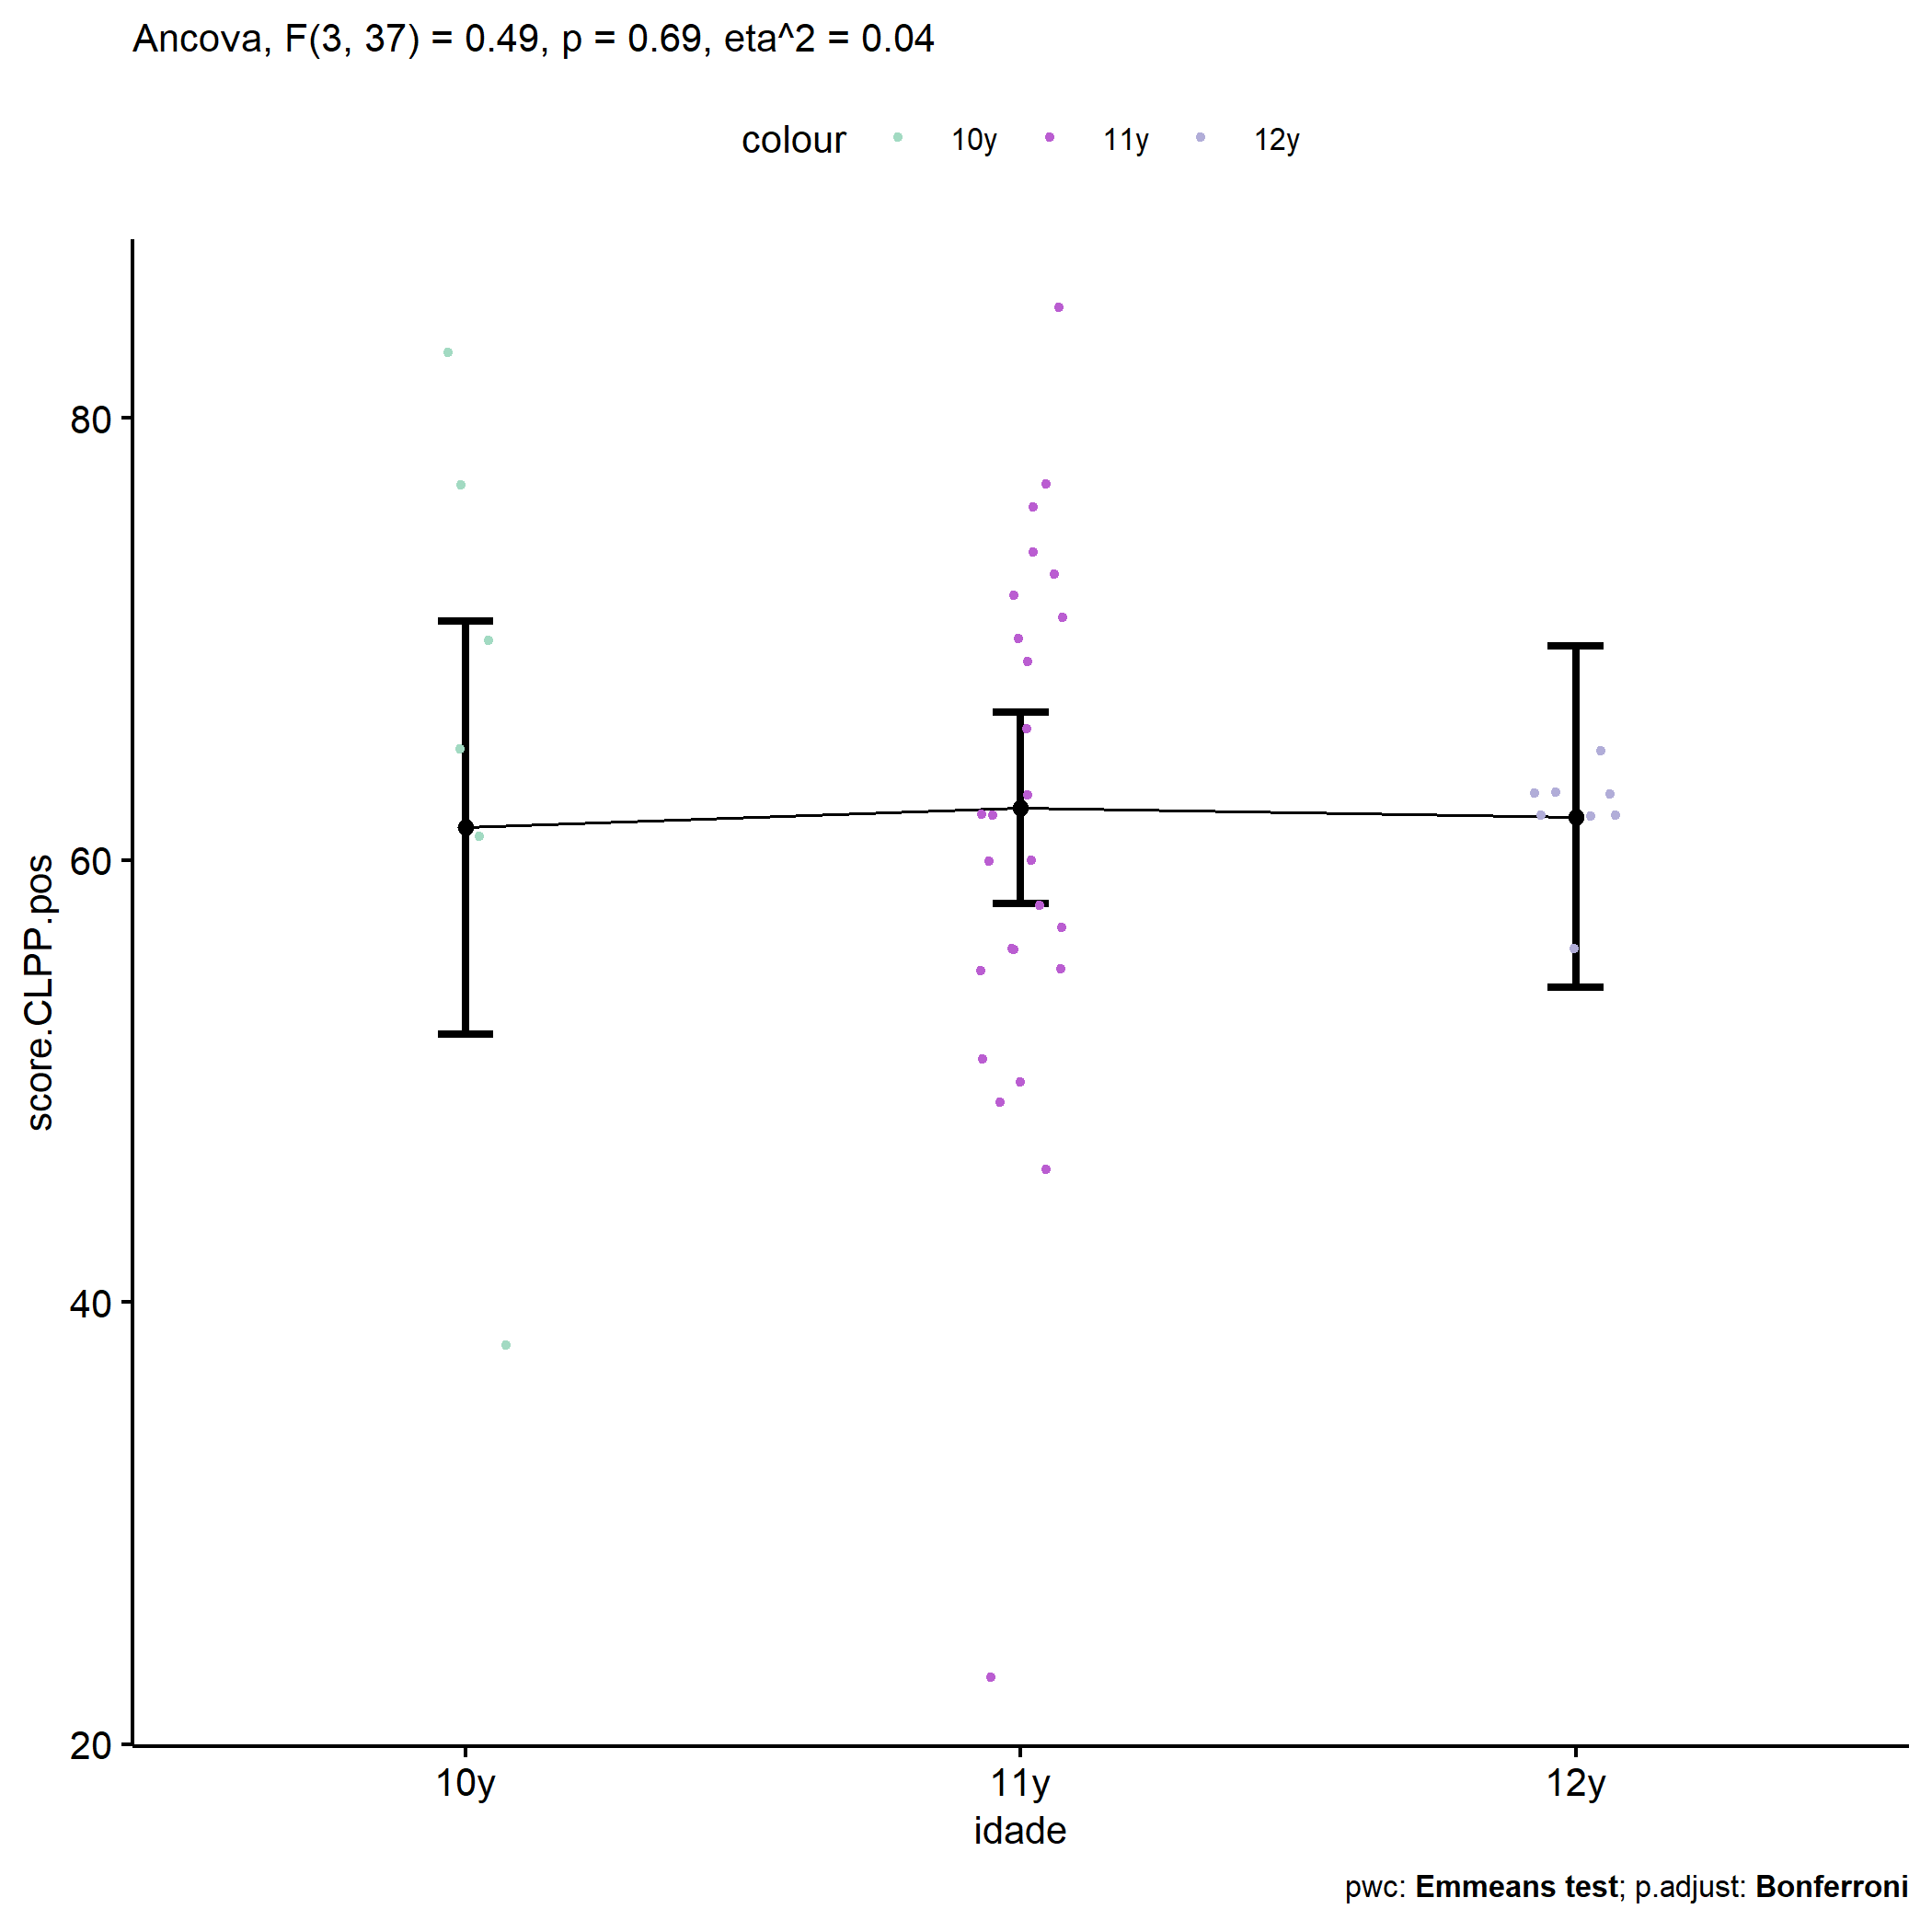 Ancova, F(3, 37) = 0.49, p = 0.69, eta^2 = 0.04
colour 10y 11y 12y
score.CLPP.pos
80
60
40
20
10y 11y 12y
idade
pwc: Emmeans test; p.adjust: Bonferroni